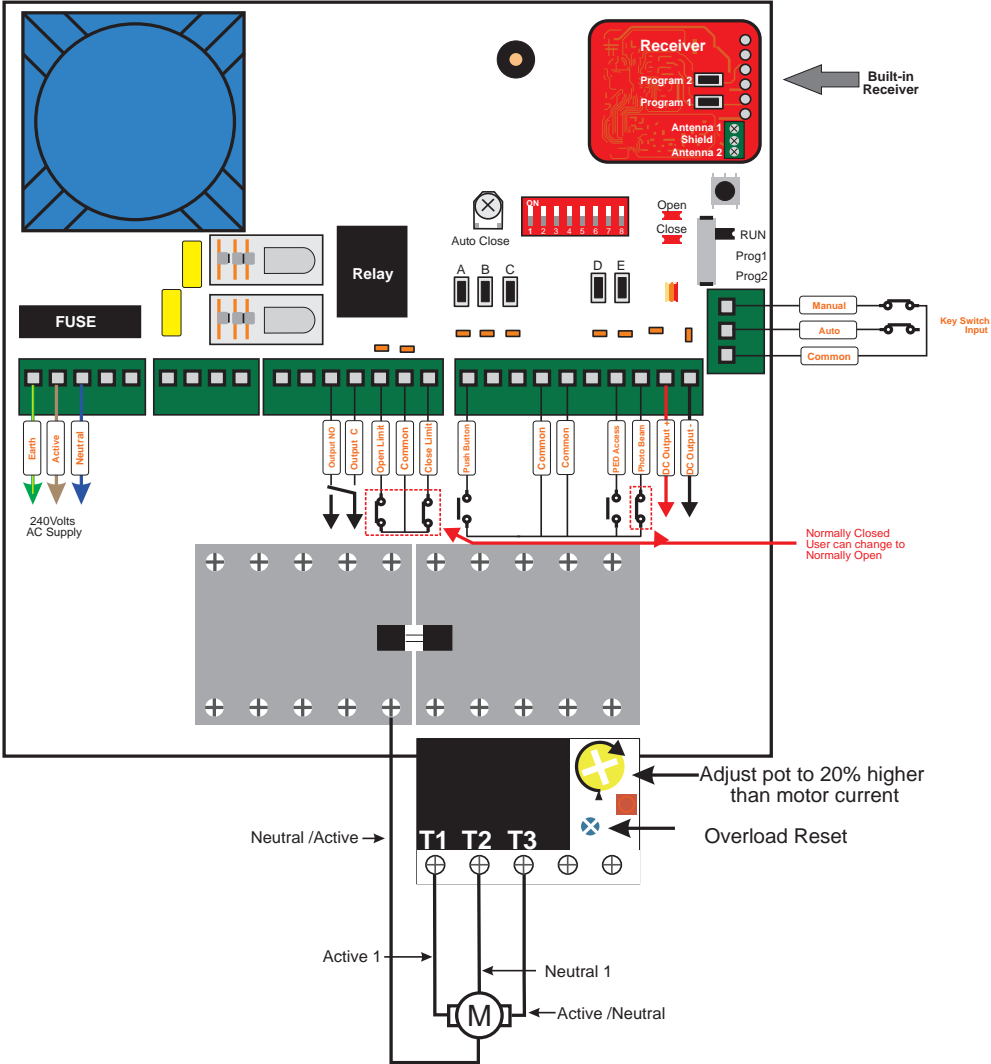 Receiver
Program 2
Program 1
Antenna 1
Shield
Antenna 2
Built-in
Receiver
ON
1 2 3 4 5 6 7 8
Auto Close
Open
Close
RUN
Prog1
Prog2
A B C
D E
Relay
FUSE
Manual
Auto
Common
Key Switch
Input
Earth
Active
Neutral
240Volts
AC Supply
Output NO
Output C
Open Limit
Common
Close Limit
Push Button
Common
Common
PED Access
Photo Beam
DC Output +
DC Output -
Normally Closed
User can change to
Normally Open
Adjust pot to 20% higher
than motor current
Overload Reset
T1 T2 T3
Neutral /Active
Active 1
Neutral 1
Active /Neutral
M